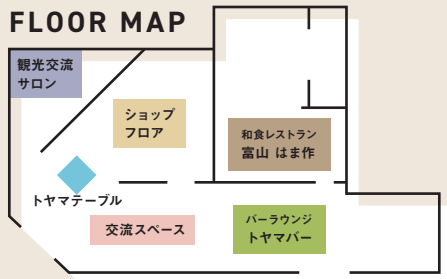 FLOOR MAP
観光交流
サロン
ショップ
フロア
和食レストラン
富山 はま作
トヤマテーブル
交流スペース
バーラウンジ
トヤマバー